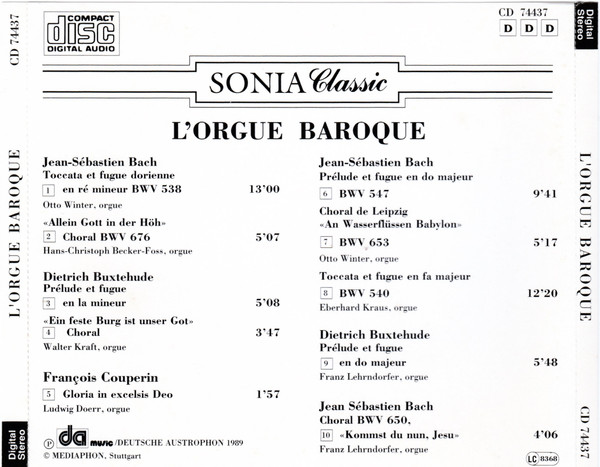 COMPACT
disc
DIGITAL AUDIO
CD 74437
D D D
SONIA Classic
L'ORGUE BAROQUE
Jean-Sébastien Bach
Toccata et fugue dorienne
1 en ré mineur BWV 538 13'00
Otto Winter, orgue
«Allein Gott in der Höh»
2 Choral BWV 676 5'07
Hans-Christoph Becker-Foss, orgue
Dietrich Buxtehude
Prélude et fugue
3 en la mineur 5'08
«Ein feste Burg ist unser Got»
4 Choral 3'47
Walter Kraft, orgue
François Couperin
5 Gloria in excelsis Deo 1'57
Ludwig Doerr, orgue
Jean-Sébastien Bach
Prélude et fugue en do majeur
6 BWV 547 9'41
Choral de Leipzig
«An Wasserflüssen Babylon»
7 BWV 653 5'17
Otto Winter, orgue
Toccata et fugue en fa majeur
8 BWV 540 12'20
Eberhard Kraus, orgue
Dietrich Buxtehude
Prélude et fugue
9 en do majeur 5'48
Franz Lehrndorfer, orgue
Jean Sébastien Bach
Choral BWV 650,
10 «Kommst du nun, Jesu» 4'06
Franz Lehrndorfer, orgue
℗ da music/DEUTSCHE AUSTROPHON 1989
© MEDIAPHON, Stuttgart
LC 8368
CD 74437
L'ORGUE BAROQUE
Digital
Stereo
Digital
Stereo
L'ORGUE BAROQUE
CD 74437